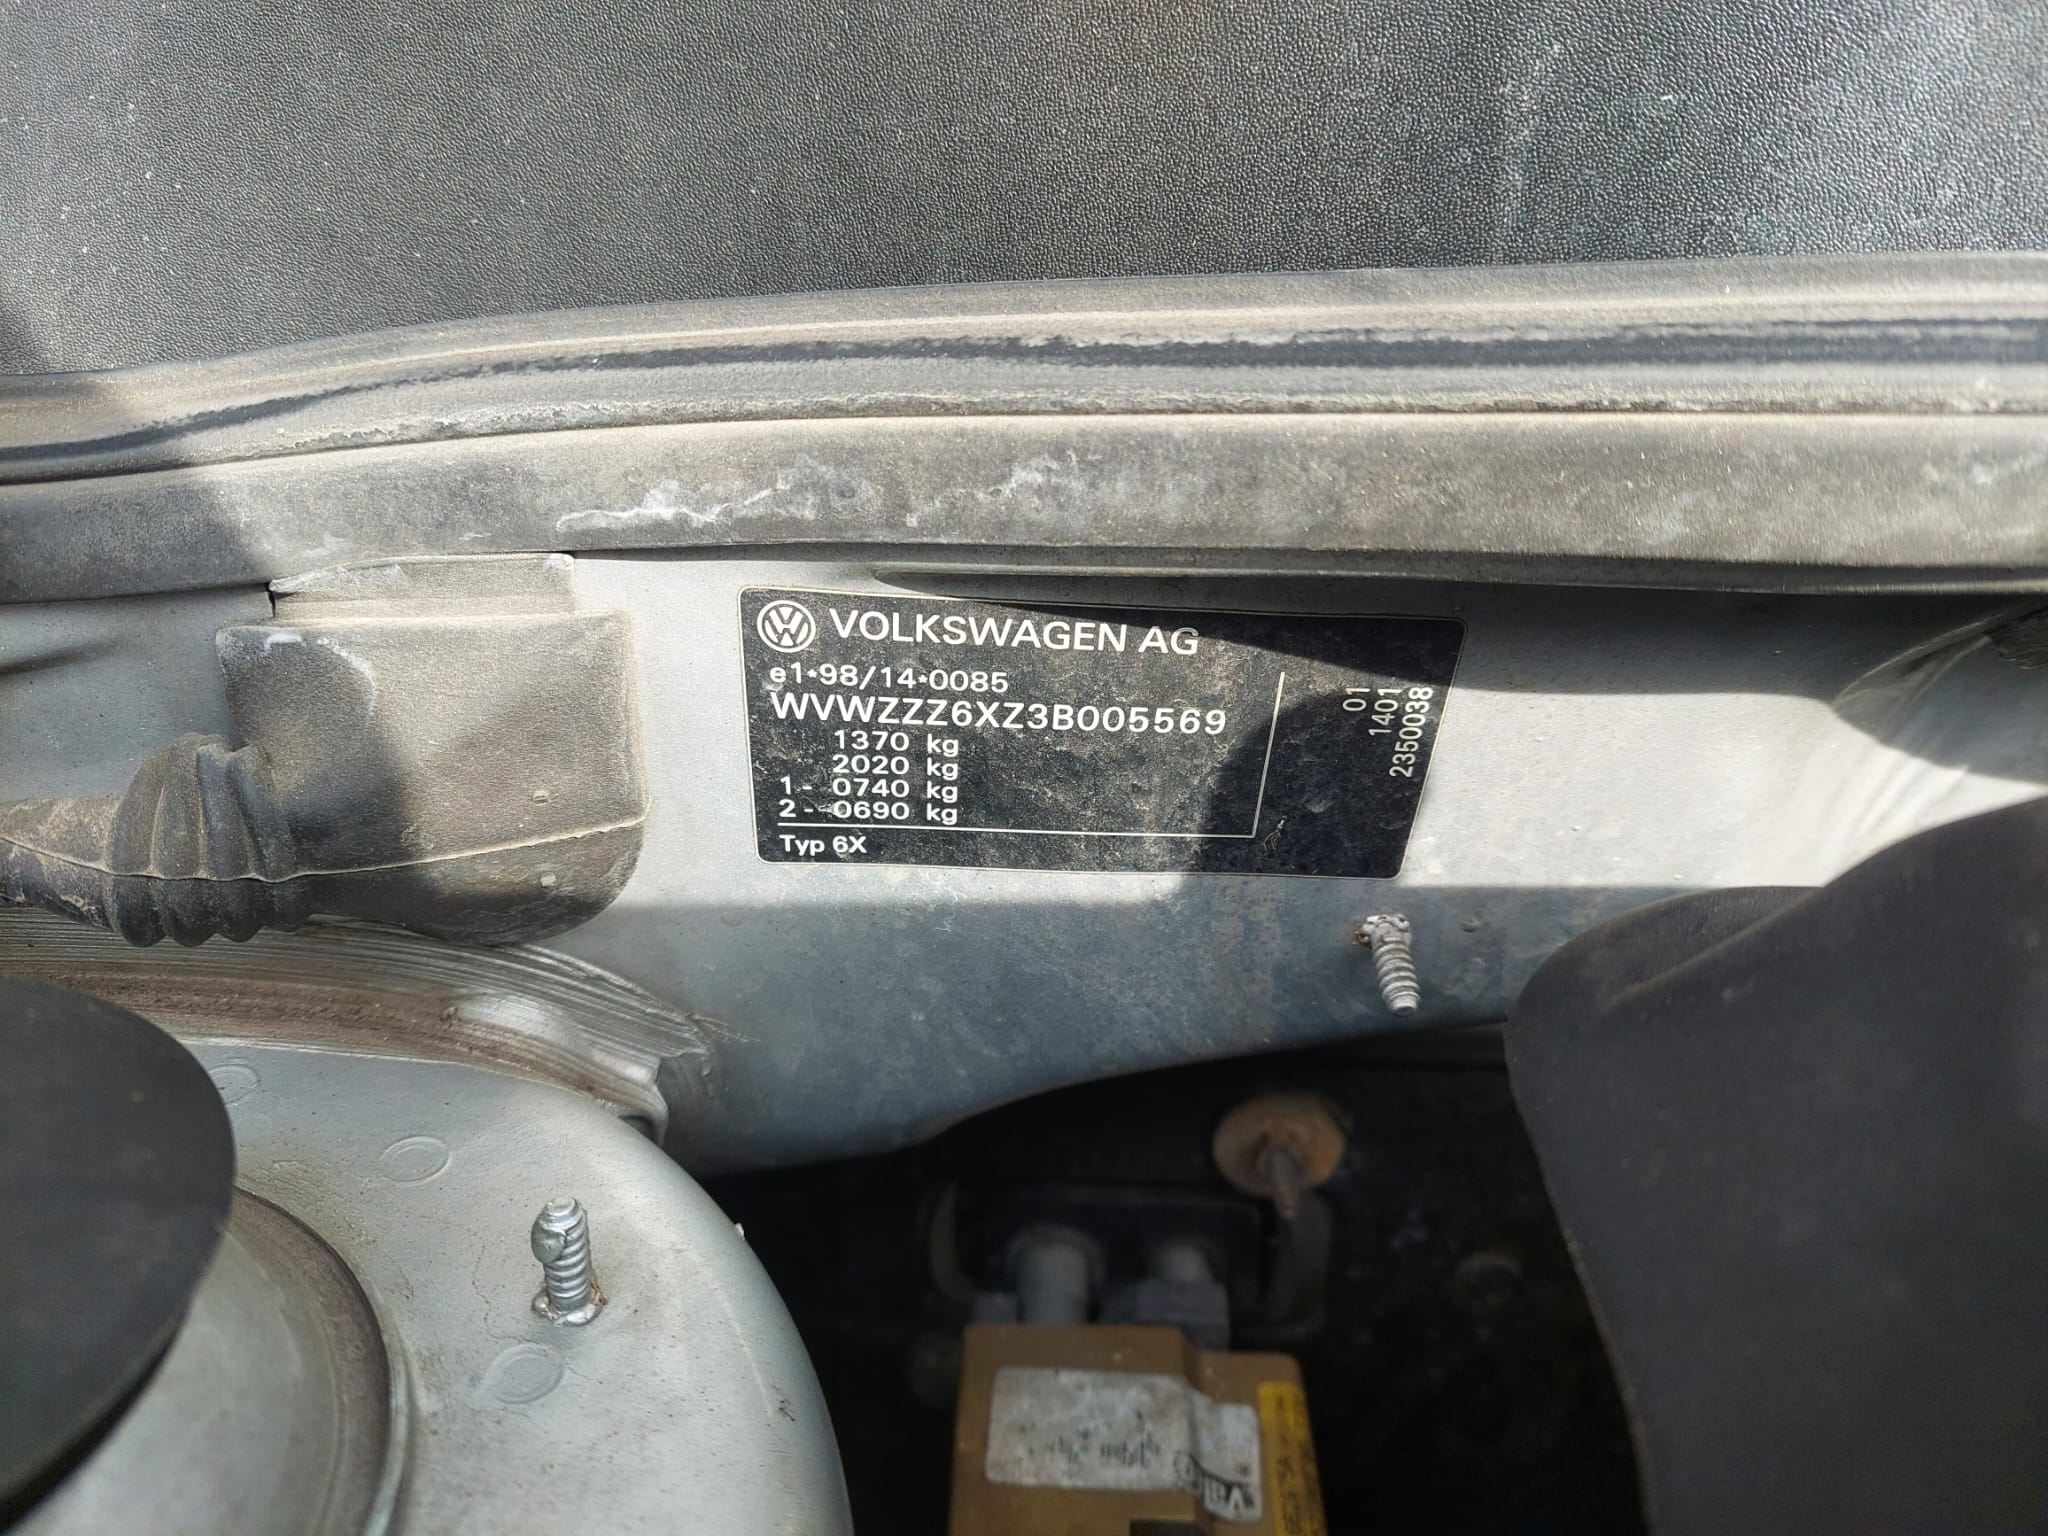 VOLKSWAGEN AG
e1*98/14*0085
WVWZZZ6XZ3B005569
1370 kg
2020 kg
1- 0740 kg
2- 0690 kg
Typ 6X
01
1401
2350038